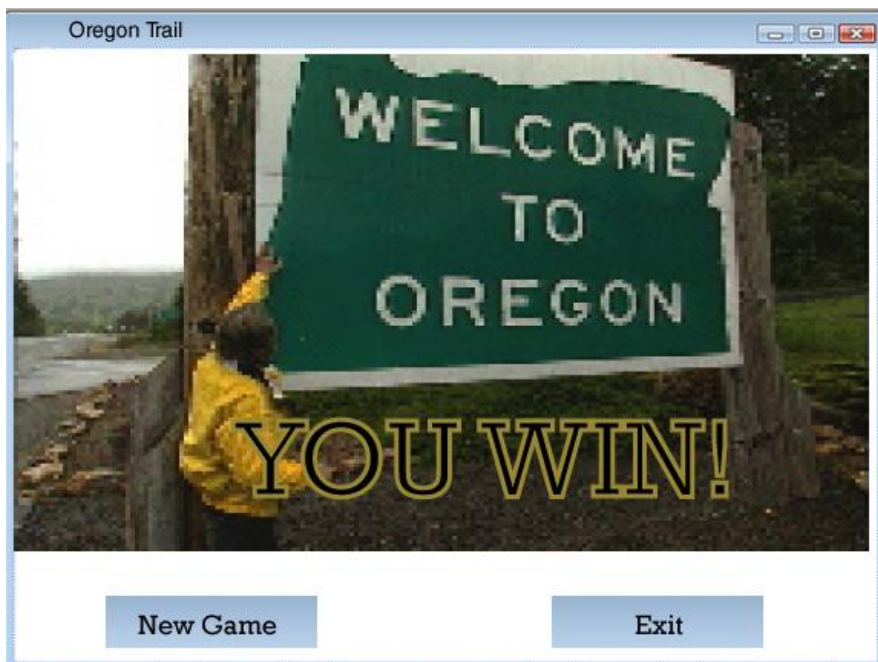 Oregon Trail
WELCOME
TO
OREGON
YOU WIN!
New Game
Exit